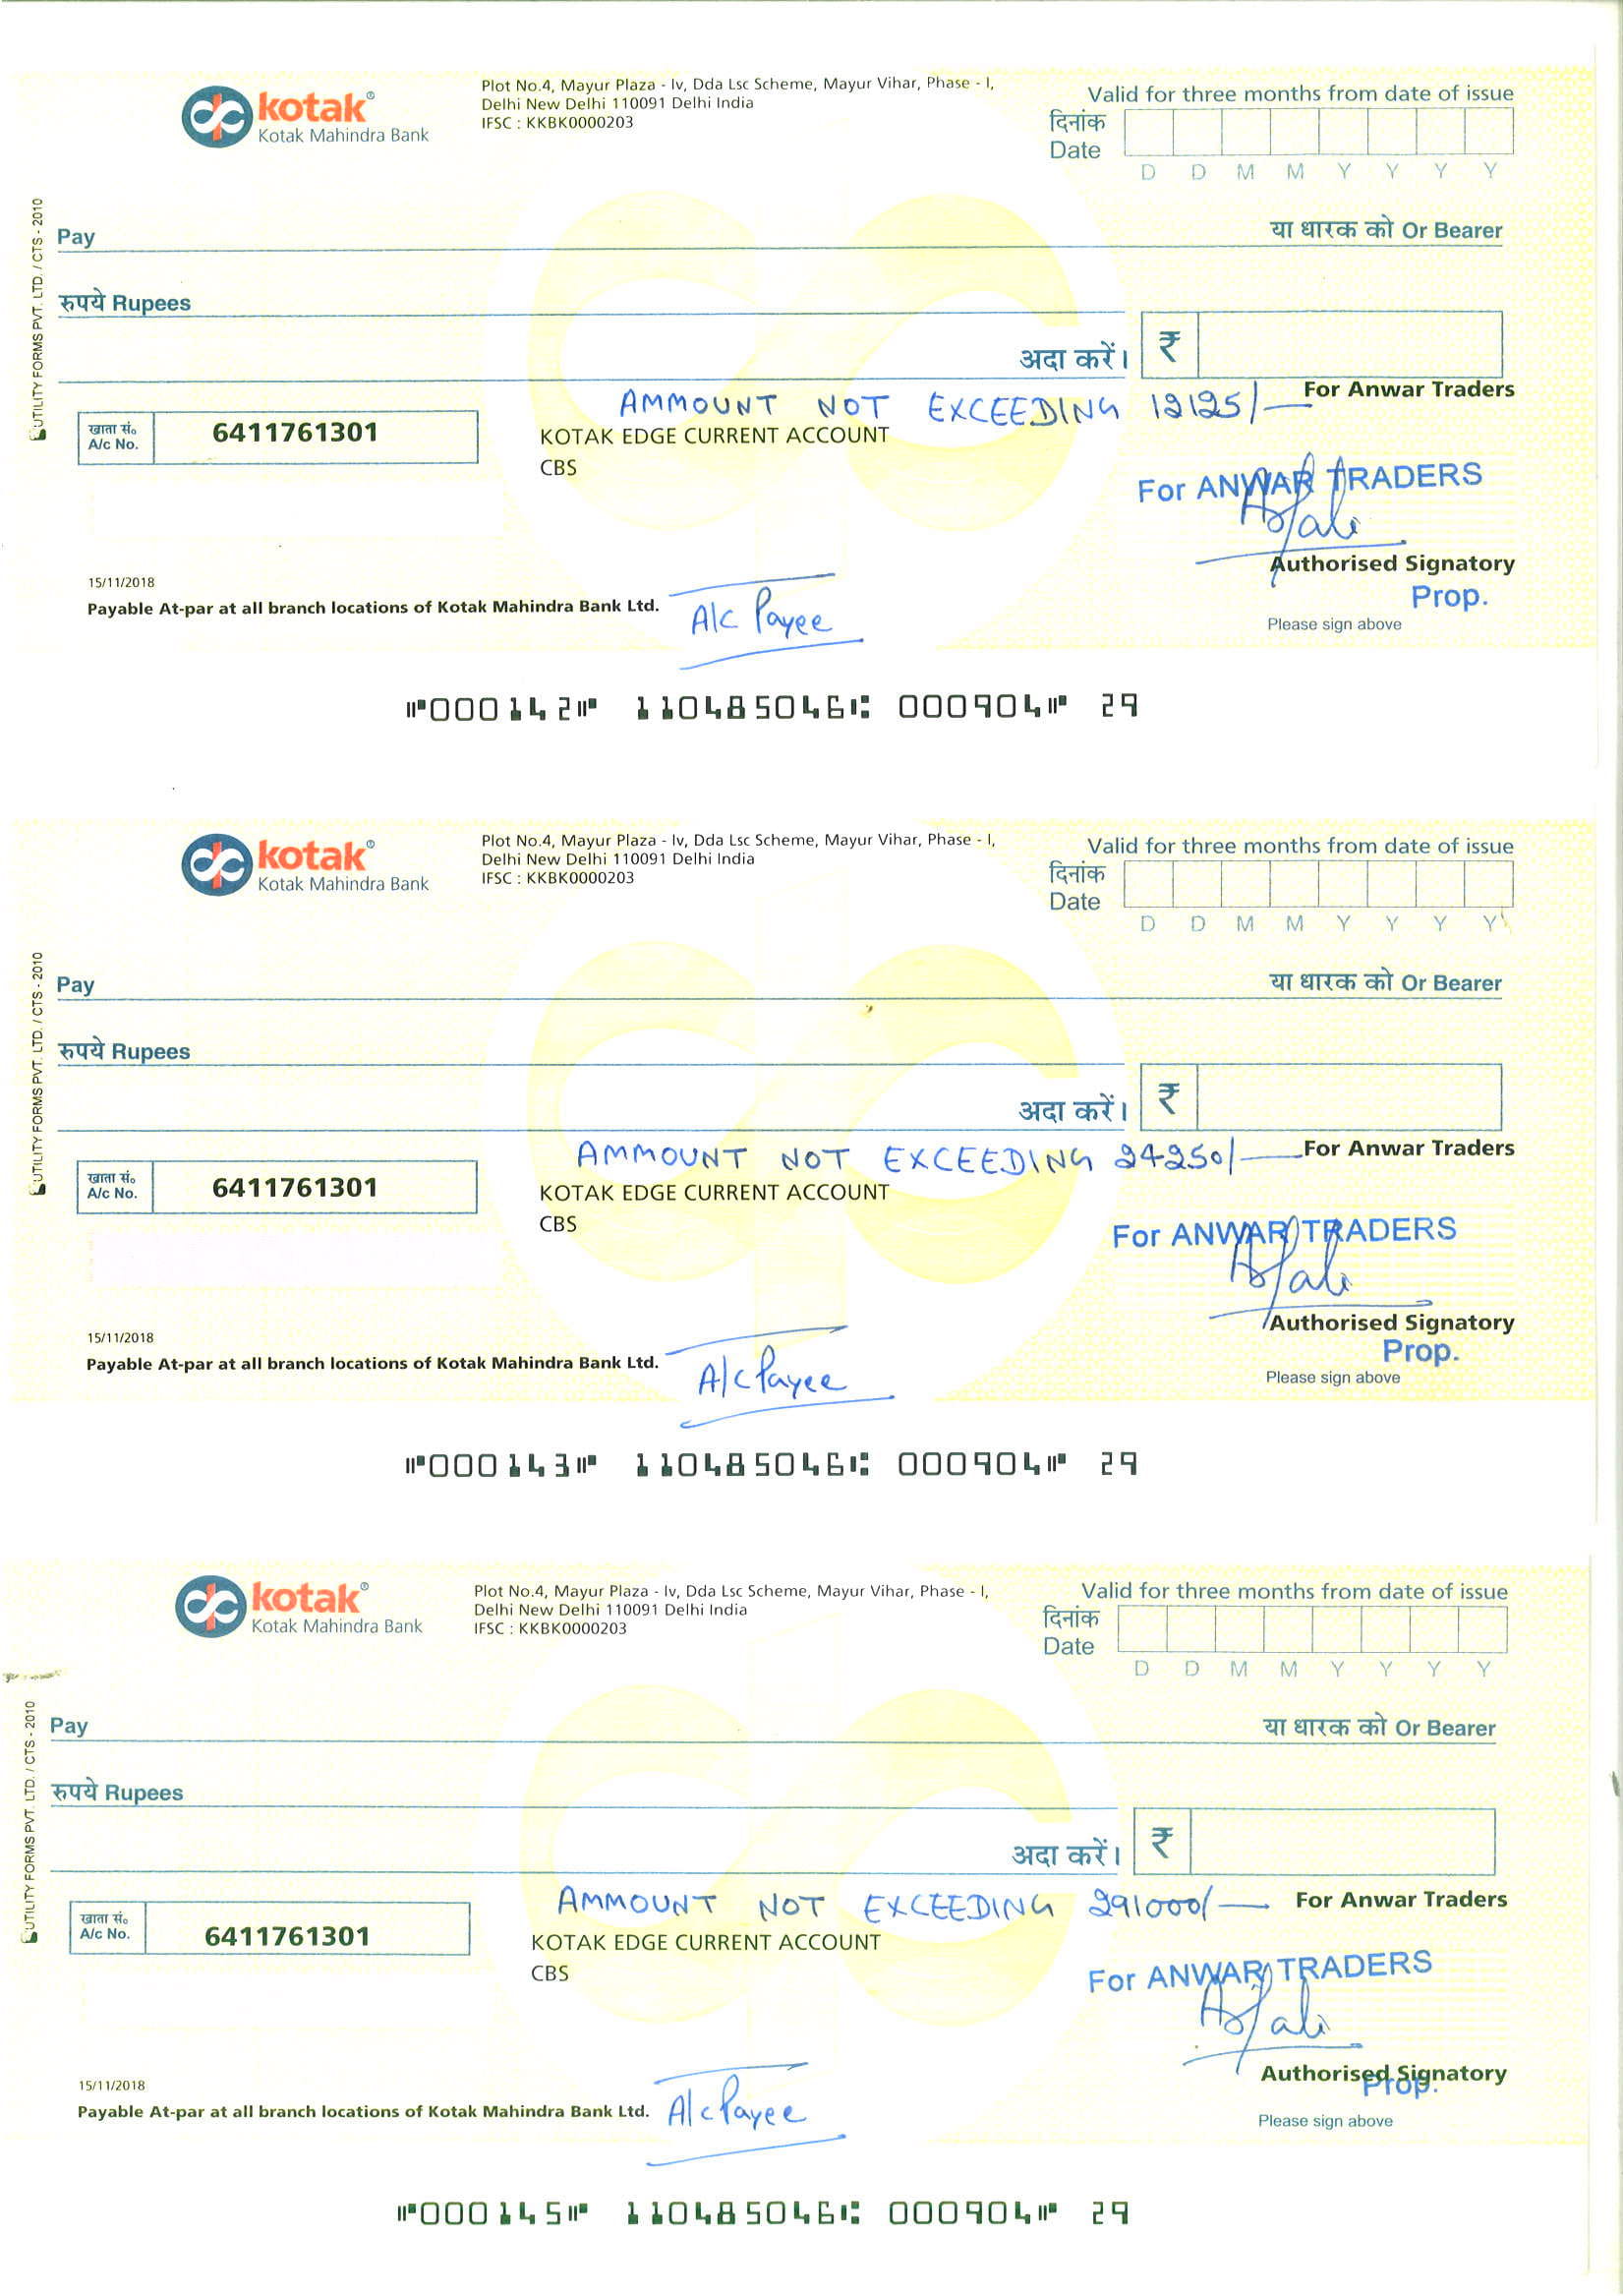 kotak®
Kotak Mahindra Bank
Plot No.4, Mayur Plaza - Iv, Dda Lsc Scheme, Mayur Vihar, Phase - I,
Delhi New Delhi 110091 Delhi India
IFSC : KKBK0000203
Valid for three months from date of issue
दिनांक
Date
D D M M Y Y Y Y
UTILITY FORMS PVT. LTD. / CTS - 2010
Pay
या धारक को Or Bearer
रुपये Rupees
अदा करें। ₹
AMMOUNT NOT EXCEEDING 12125/-
For Anwar Traders
खाता सं॰
A/c No.
6411761301
KOTAK EDGE CURRENT ACCOUNT
CBS
For ANWAR TRADERS
Authorised Signatory
Prop.
Please sign above
15/11/2018
Payable At-par at all branch locations of Kotak Mahindra Bank Ltd.
A/c Payee
⑈000142⑈ 110485046⑆ 000904⑈ 29
kotak®
Kotak Mahindra Bank
Plot No.4, Mayur Plaza - Iv, Dda Lsc Scheme, Mayur Vihar, Phase - I,
Delhi New Delhi 110091 Delhi India
IFSC : KKBK0000203
Valid for three months from date of issue
दिनांक
Date
D D M M Y Y Y Y
UTILITY FORMS PVT. LTD. / CTS - 2010
Pay
या धारक को Or Bearer
रुपये Rupees
अदा करें। ₹
AMMOUNT NOT EXCEEDING 24250/-
For Anwar Traders
खाता सं॰
A/c No.
6411761301
KOTAK EDGE CURRENT ACCOUNT
CBS
For ANWAR TRADERS
Authorised Signatory
Prop.
Please sign above
15/11/2018
Payable At-par at all branch locations of Kotak Mahindra Bank Ltd.
A/c Payee
⑈000143⑈ 110485046⑆ 000904⑈ 29
kotak®
Kotak Mahindra Bank
Plot No.4, Mayur Plaza - Iv, Dda Lsc Scheme, Mayur Vihar, Phase - I,
Delhi New Delhi 110091 Delhi India
IFSC : KKBK0000203
Valid for three months from date of issue
दिनांक
Date
D D M M Y Y Y Y
UTILITY FORMS PVT. LTD. / CTS - 2010
Pay
या धारक को Or Bearer
रुपये Rupees
अदा करें। ₹
AMMOUNT NOT EXCEEDING 291000/-
For Anwar Traders
खाता सं॰
A/c No.
6411761301
KOTAK EDGE CURRENT ACCOUNT
CBS
For ANWAR TRADERS
Authorised Signatory
Prop.
Please sign above
15/11/2018
Payable At-par at all branch locations of Kotak Mahindra Bank Ltd.
A/c Payee
⑈000145⑈ 110485046⑆ 000904⑈ 29